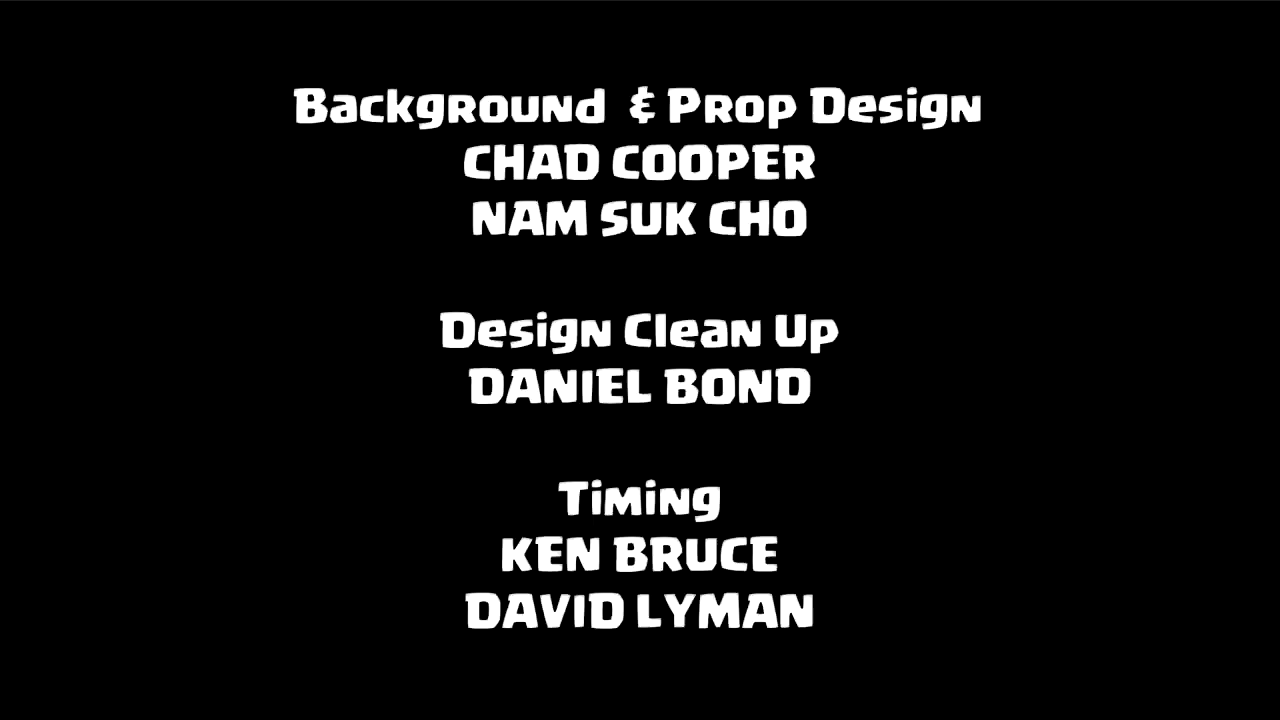 Background & Prop Design
CHAD COOPER
NAM SUK CHO
Design Clean Up
DANIEL BOND
Timing
KEN BRUCE
DAVID LYMAN